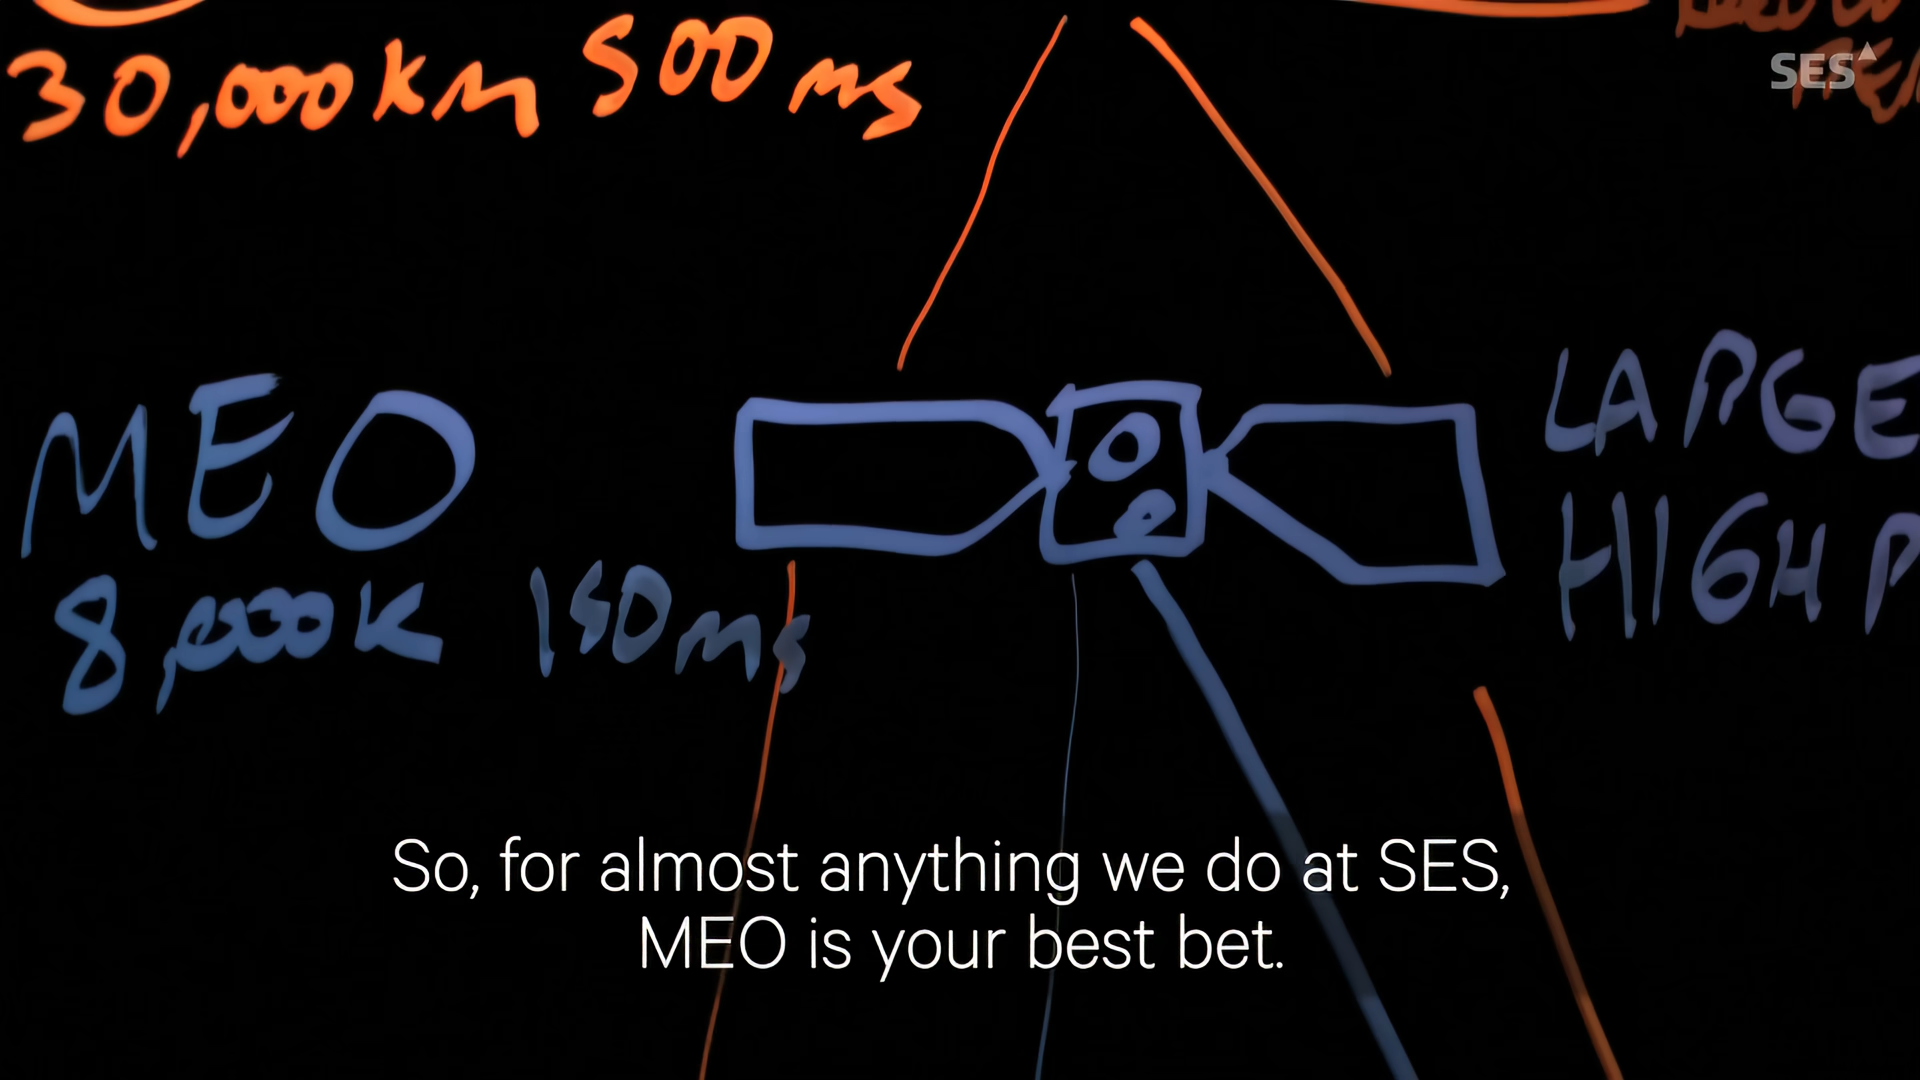 30,000 km 500 ms
SES
MEO
8,000K 150ms
LARGE
HIGH P
So, for almost anything we do at SES,
MEO is your best bet.